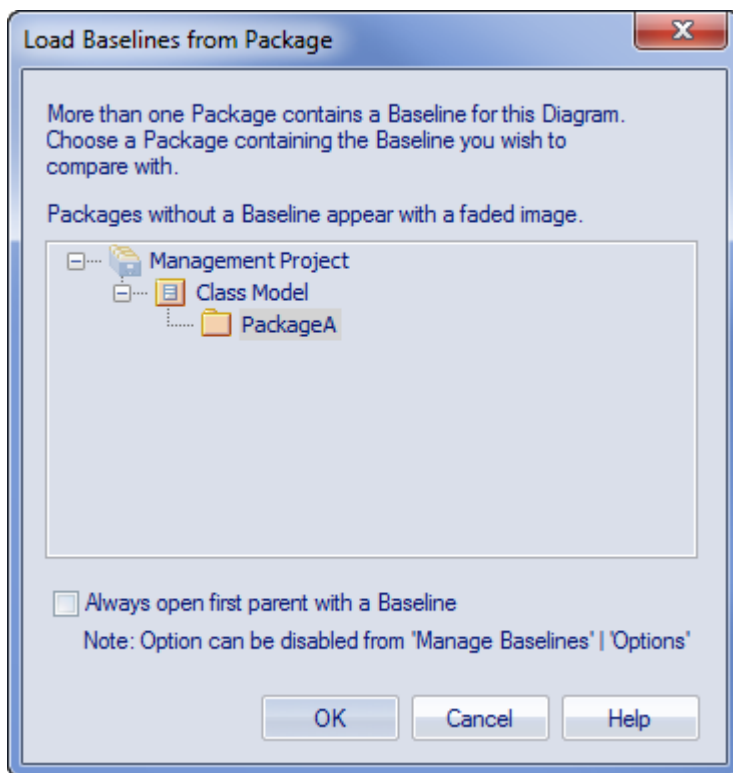 Load Baselines from Package
More than one Package contains a Baseline for this Diagram.
Choose a Package containing the Baseline you wish to
compare with.
Packages without a Baseline appear with a faded image.
Management Project
Class Model
PackageA
Always open first parent with a Baseline
Note: Option can be disabled from 'Manage Baselines' | 'Options'
OK Cancel Help